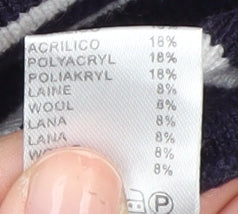 ACRILICO 18%
POLYACRYL 18%
POLIAKRYL 18%
LAINE 8%
WOOL 8%
LANA 8%
LANA 8%
8%
P